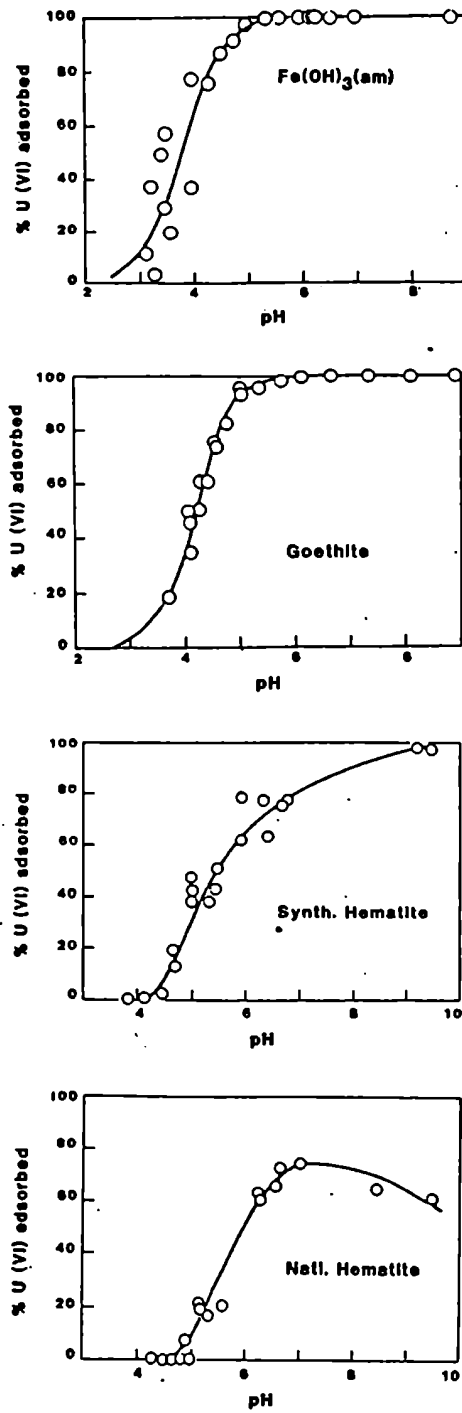 % U (VI) adsorbed
100
80
Fe(OH)₃(am)
60
40
20
0
2 4 6 8
pH
% U (VI) adsorbed
100
80
60
40
Goethite
20
0
2 4 6 6
pH
% U (VI) sdsorbed
100
80
60
40
Synth. Hematite
20
0
4 6 8 10
pH
% U (VI) edsorbed
100
80
60
40
Natl. Hematite
20
0
4 6 8 10
pH